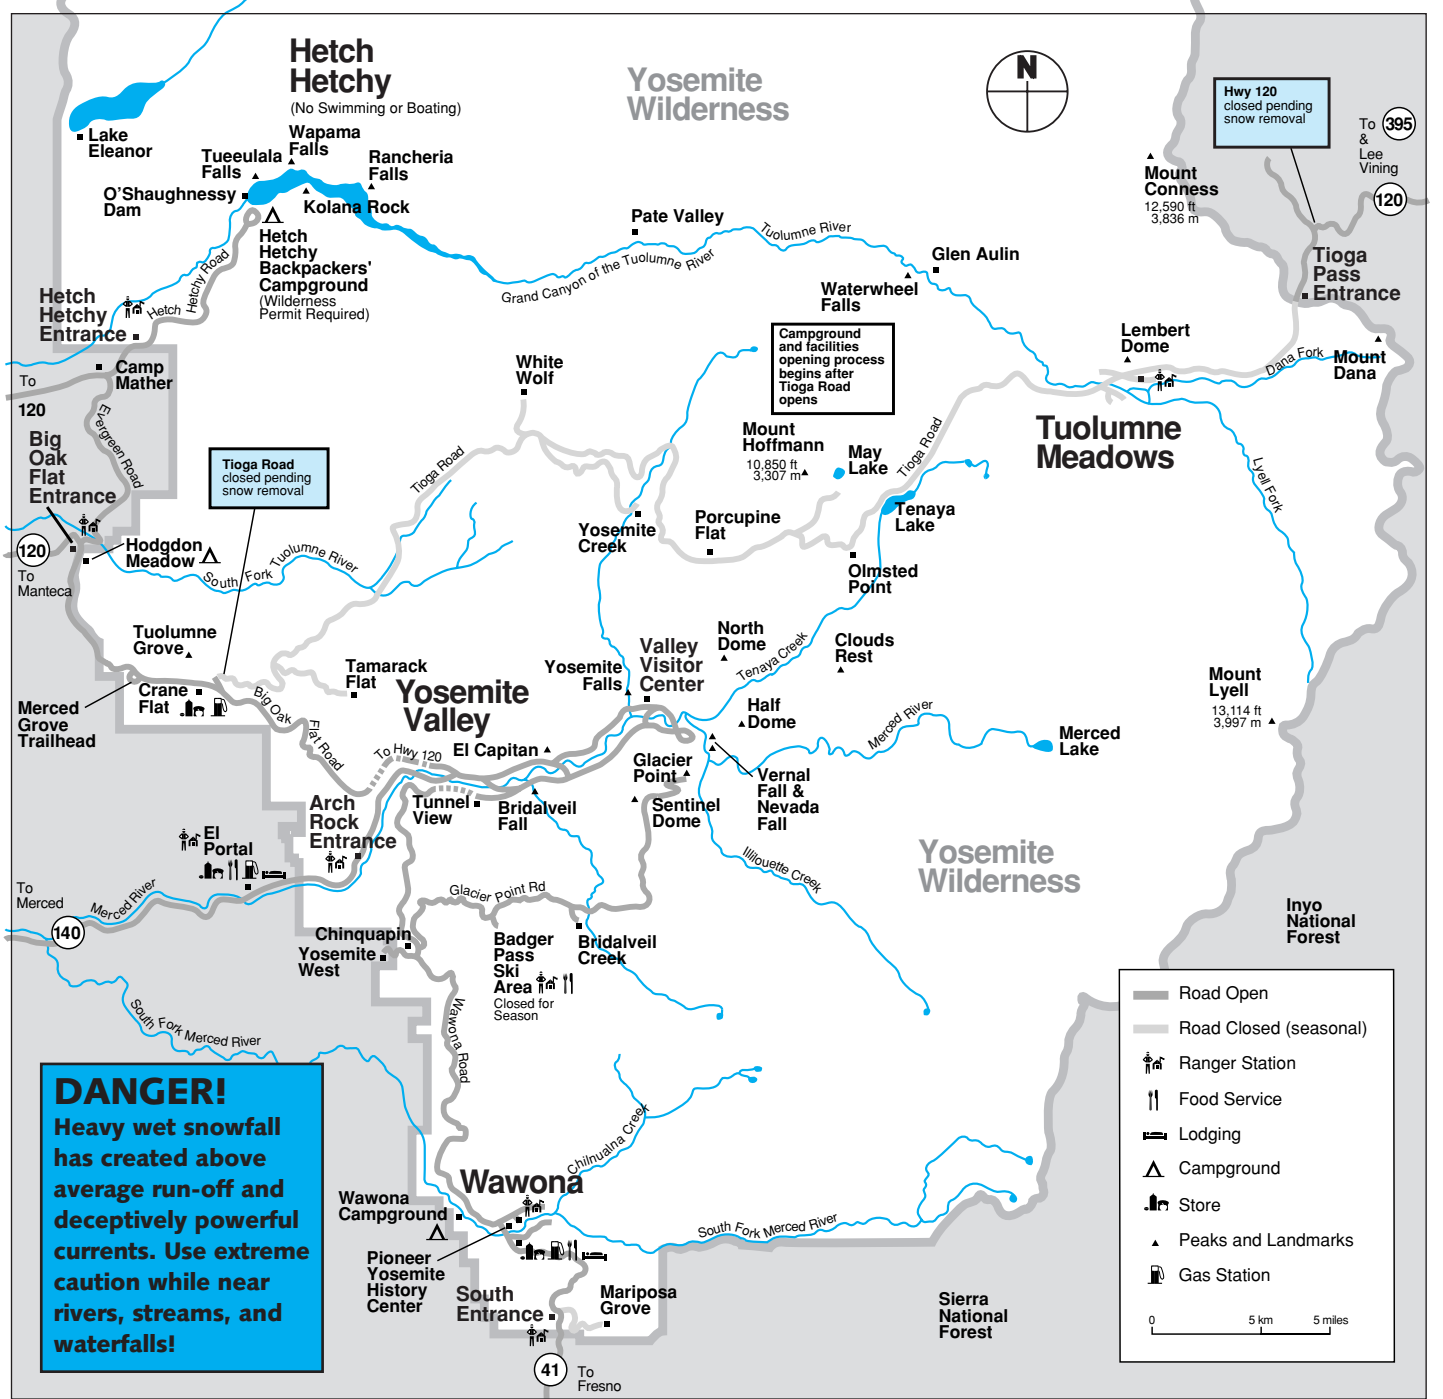 Hetch
Hetchy
(No Swimming or Boating)
Yosemite
Wilderness
N
Hwy 120
closed pending
snow removal
To
&
Lee
Vining
395
120
Lake
Eleanor
Wapama
Falls
Tueeulala
Falls
Rancheria
Falls
O'Shaughnessy
Dam
Kolana Rock
Mount
Conness
12,590 ft
3,836 m
Pate Valley
Tuolumne River
Grand Canyon of the Tuolumne River
Glen Aulin
Waterwheel
Falls
Tioga
Pass
Entrance
Hetch
Hetchy
Backpackers'
Campground
(Wilderness
Permit Required)
Hetch Hetchy Road
Hetch
Hetchy
Entrance
Camp
Mather
To
120
Evergreen Road
Big
Oak
Flat
Entrance
White
Wolf
Campground
and facilities
opening process
begins after
Tioga Road
opens
Lembert
Dome
Dana Fork
Mount
Dana
Tuolumne
Meadows
Mount
Hoffmann
10,850 ft
3,307 m
May
Lake
Tioga Road
Tioga Road
Tioga Road
closed pending
snow removal
Lyell Fork
Tenaya
Lake
Yosemite
Creek
Porcupine
Flat
Olmsted
Point
120
To
Manteca
Hodgdon
Meadow
South Fork Tuolumne River
Tuolumne
Grove
Merced
Grove
Trailhead
Crane
Flat
Big Oak Flat Road
Tamarack
Flat
Yosemite
Valley
Yosemite
Falls
Valley
Visitor
Center
North
Dome
Tenaya Creek
Clouds
Rest
Half
Dome
Merced River
Merced
Lake
Mount
Lyell
13,114 ft
3,997 m
To Hwy 120
El Capitan
Glacier
Point
Vernal
Fall &
Nevada
Fall
Tunnel
View
Bridalveil
Fall
Sentinel
Dome
Arch
Rock
Entrance
El
Portal
To
Merced
Merced River
140
Illilouette Creek
Yosemite
Wilderness
Glacier Point Rd
Chinquapin
Yosemite
West
Badger
Pass
Ski
Area
Closed for
Season
Bridalveil
Creek
Inyo
National
Forest
South Fork Merced River
Wawona Road
DANGER!
Heavy wet snowfall
has created above
average run-off and
deceptively powerful
currents. Use extreme
caution while near
rivers, streams, and
waterfalls!
Chilnualna Creek
Wawona
Wawona
Campground
Pioneer
Yosemite
History
Center
South Fork Merced River
South
Entrance
Mariposa
Grove
41
To
Fresno
Sierra
National
Forest
Road Open
Road Closed (seasonal)
Ranger Station
Food Service
Lodging
Campground
Store
Peaks and Landmarks
Gas Station
0 5 km 5 miles